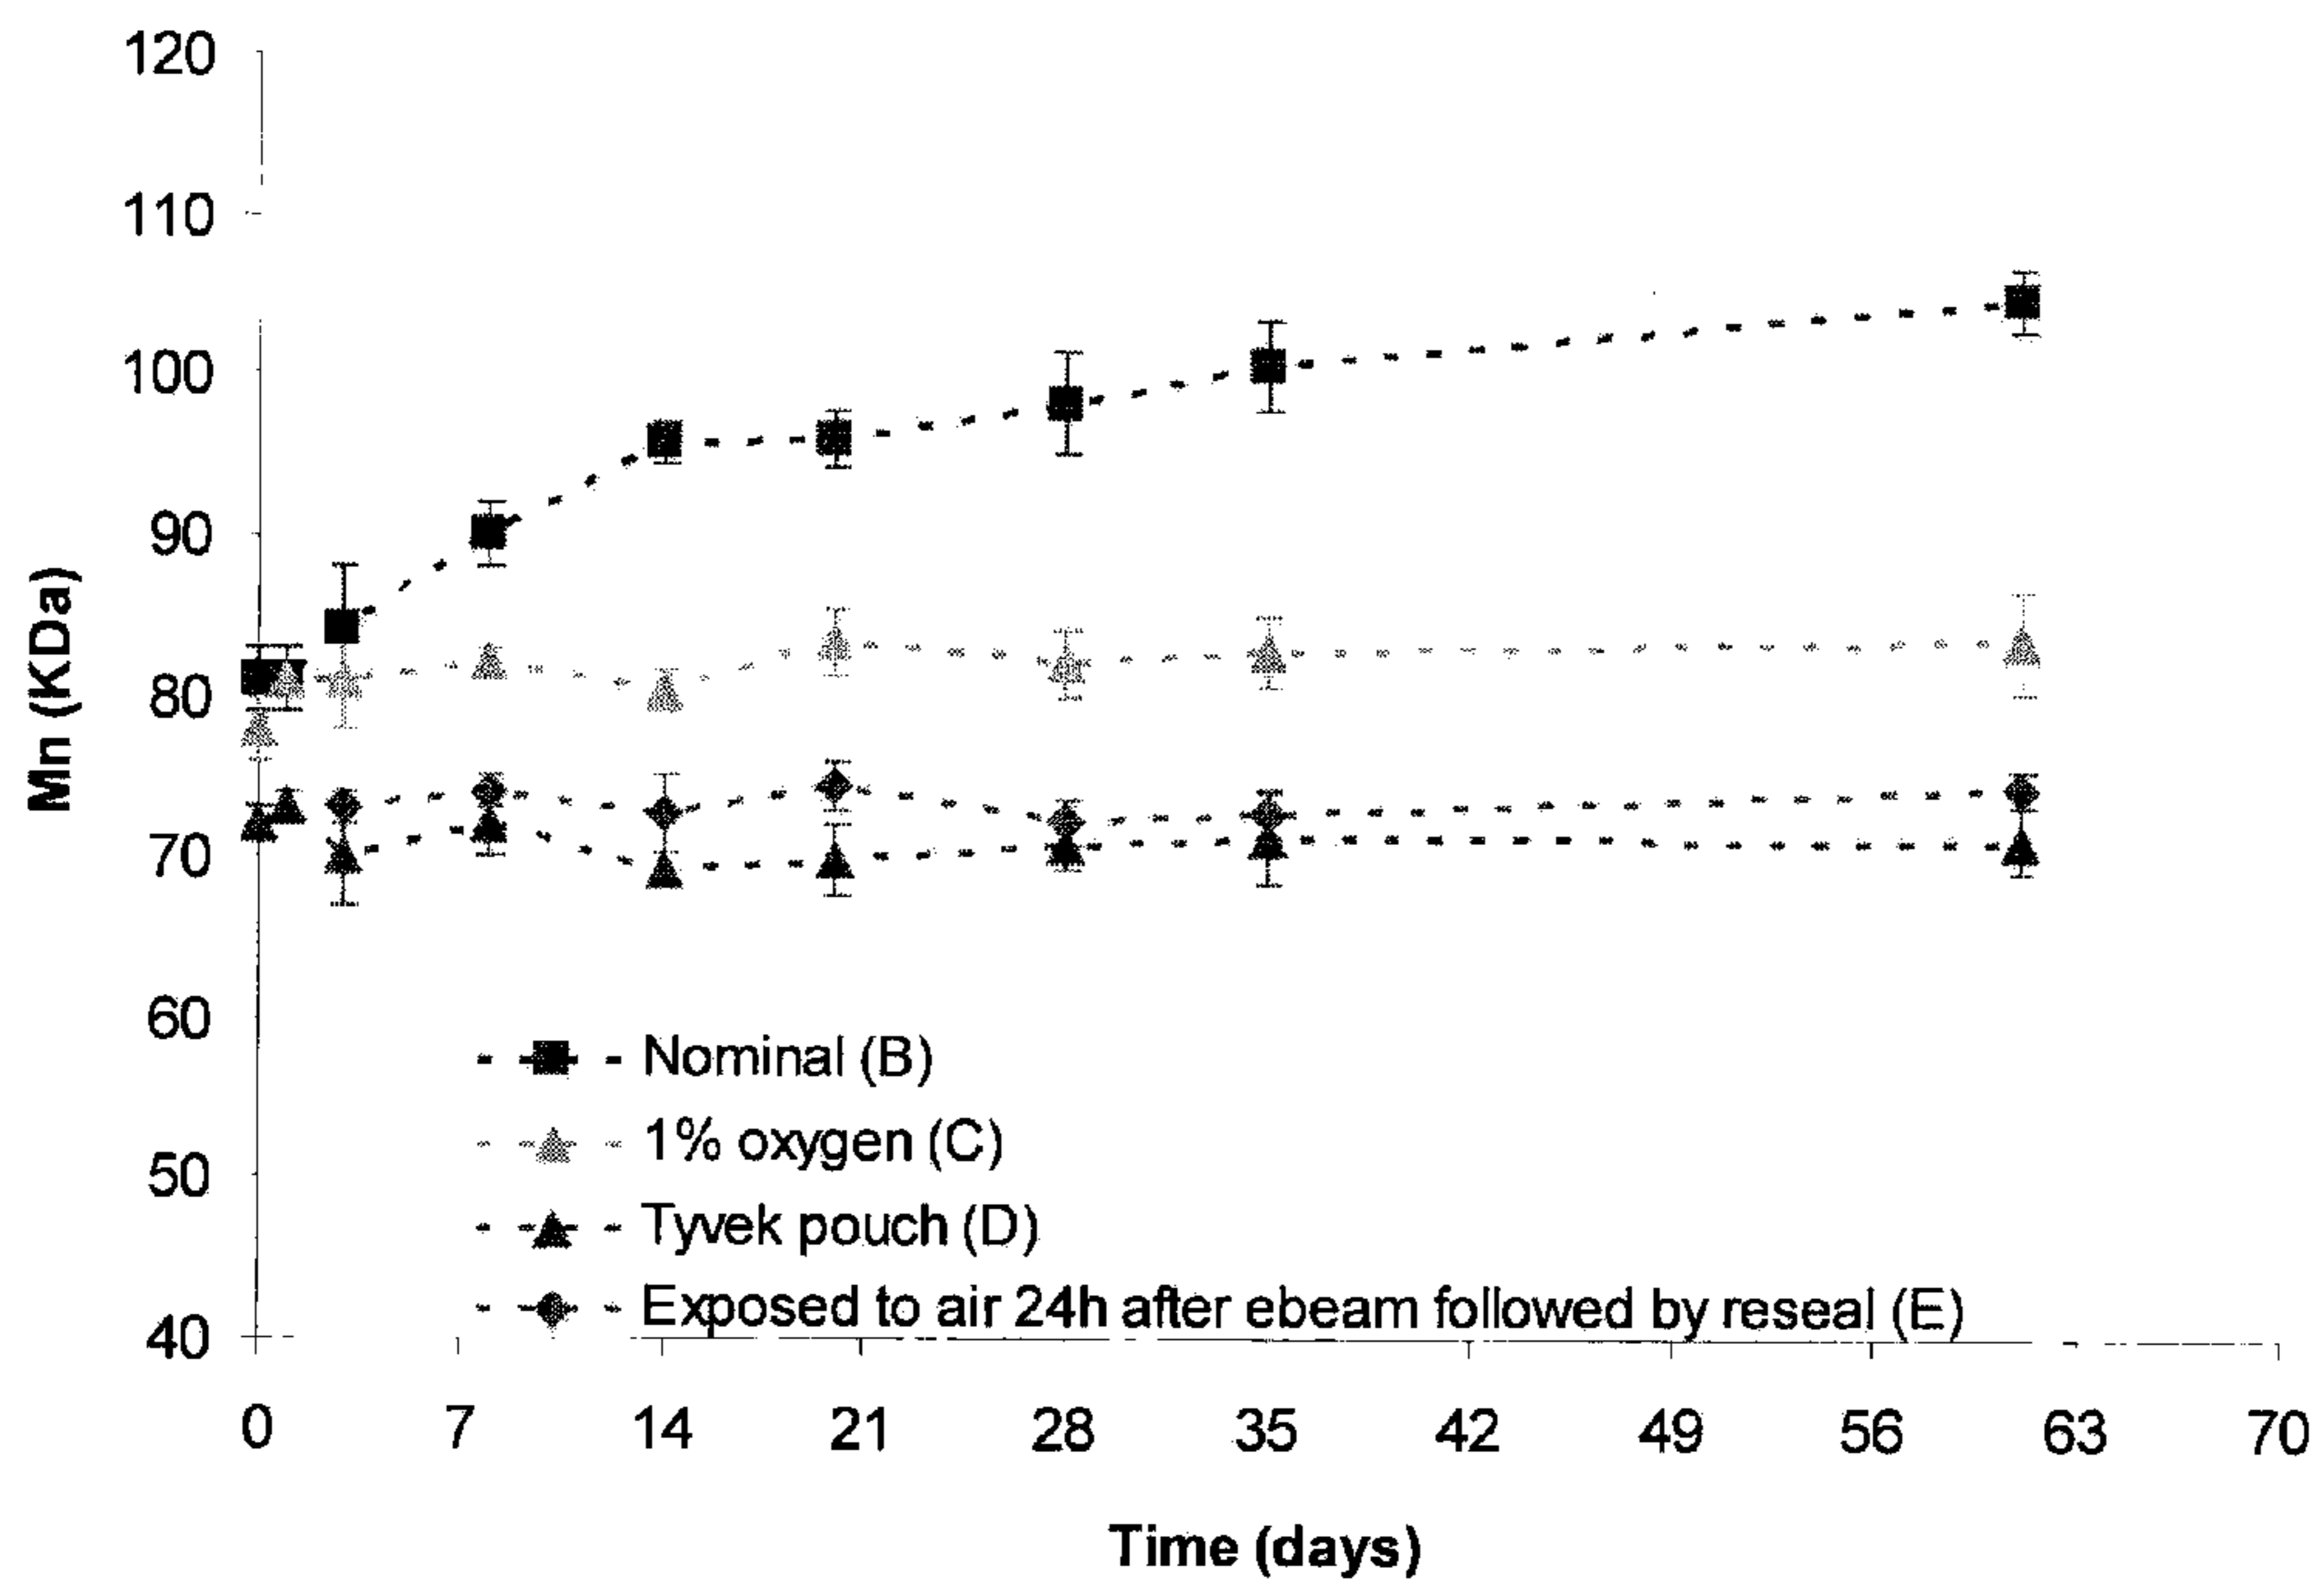 120
110
100
90
80
70
60
50
40
Mn (KDa)
Nominal (B)
1% oxygen (C)
Tyvek pouch (D)
Exposed to air 24h after ebeam followed by reseal (E)
0 7 14 21 28 35 42 49 56 63 70
Time (days)